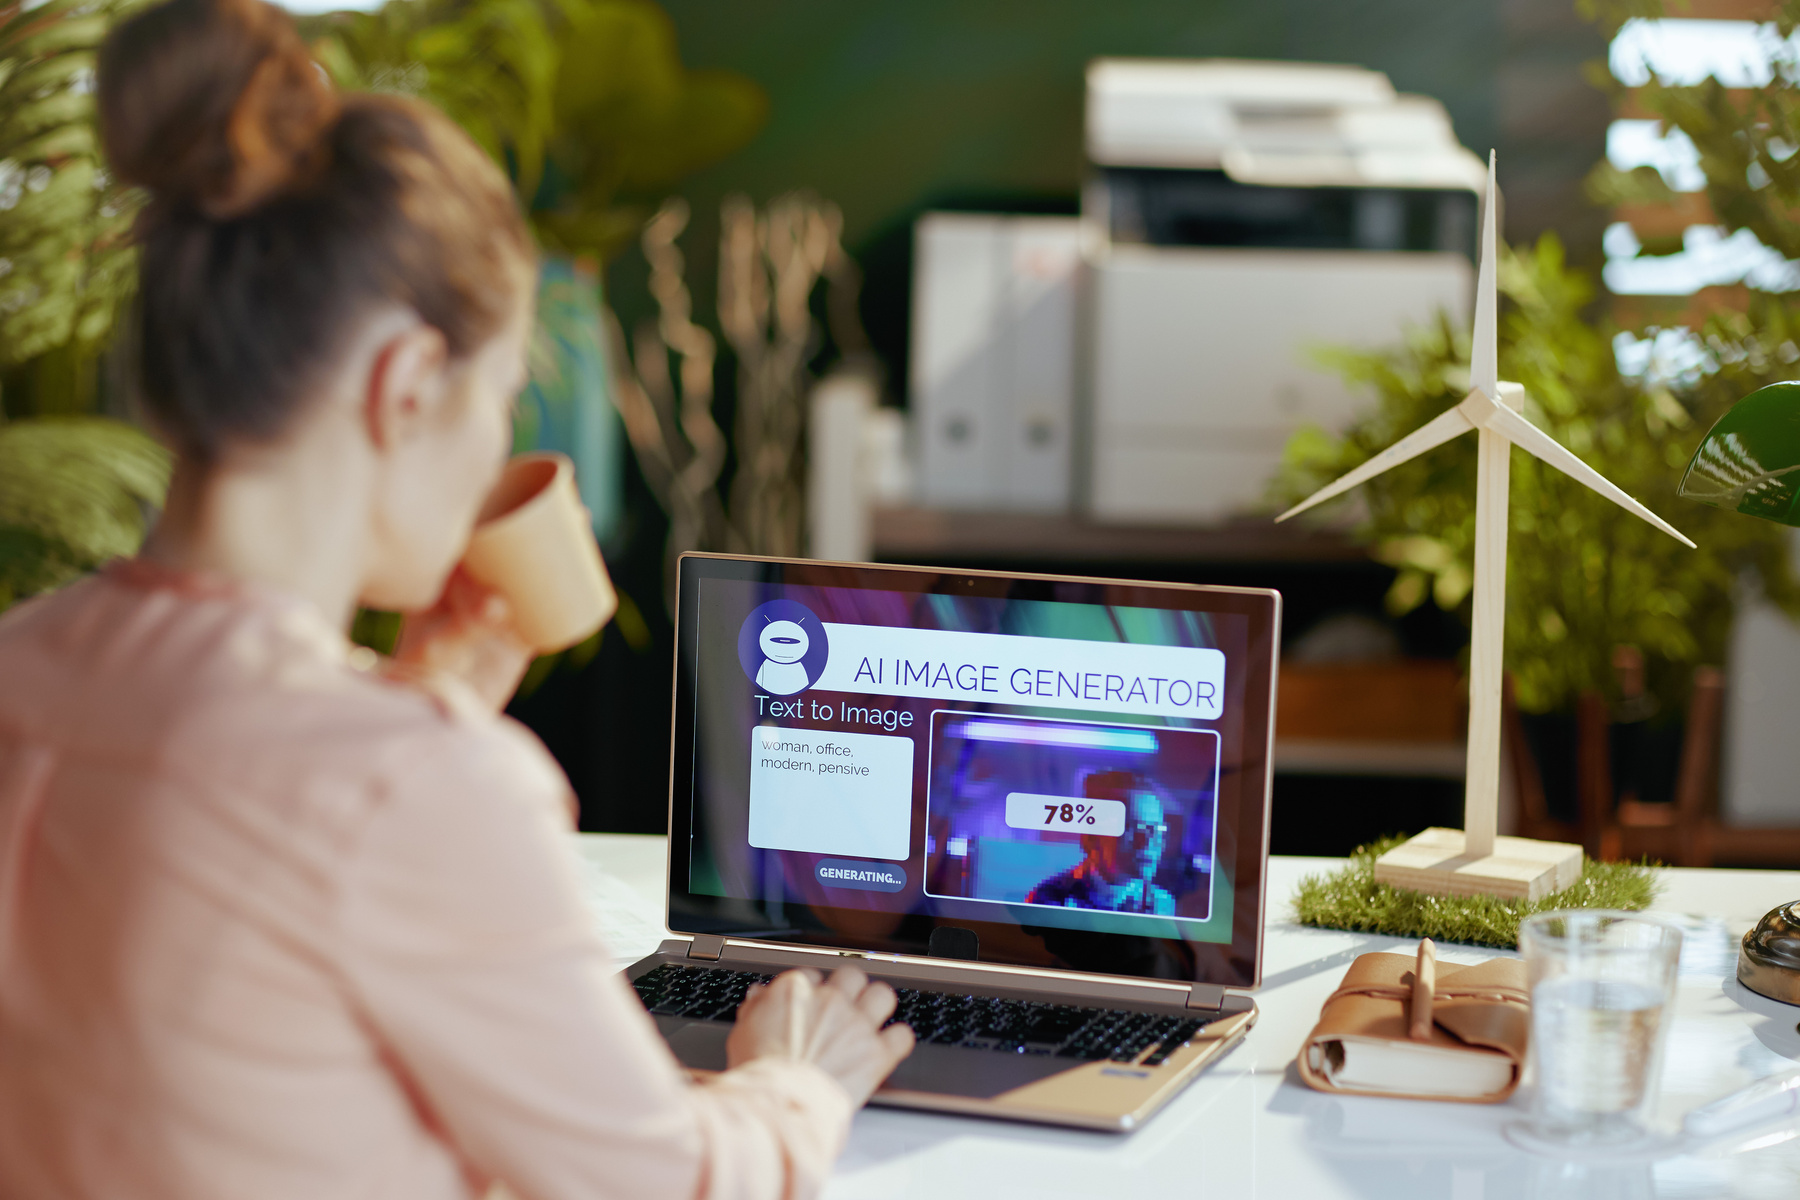 AI IMAGE GENERATOR
Text to Image
woman, office,
modern, pensive
78%
GENERATING...